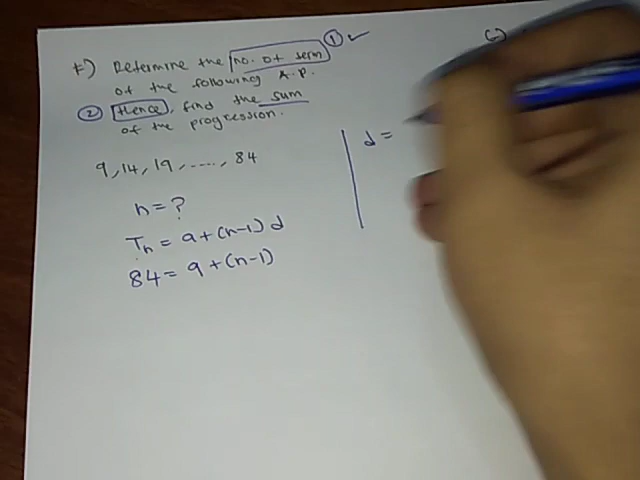 F) Determine the no. of term ① ✓
of the following A.P.
② Hence, find the sum
of the progression.
9, 14, 19, ....., 84
n = ?
Tn = a + (n-1) d
84 = 9 + (n-1)
d =